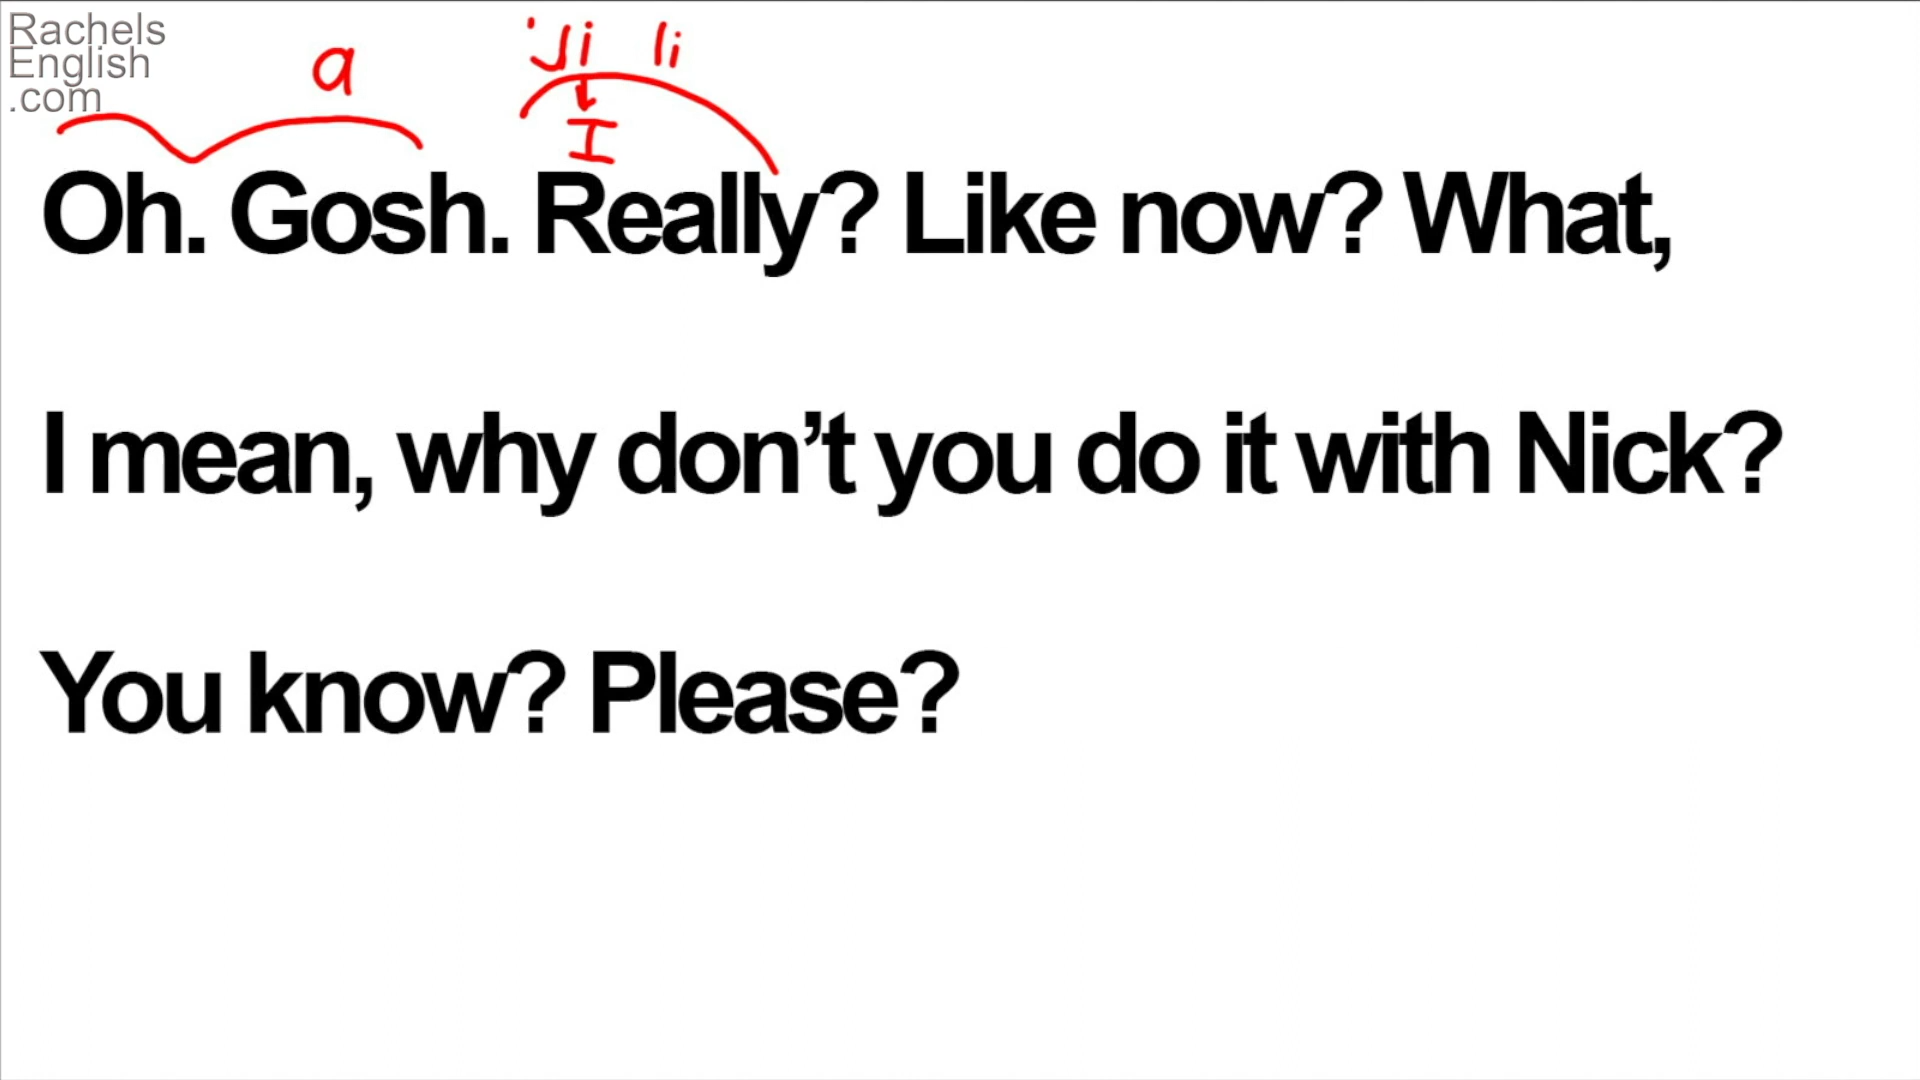 Rachels
English
.com
ɑ
ˈɹi li
I
Oh. Gosh. Really? Like now? What,
I mean, why don’t you do it with Nick?
You know? Please?